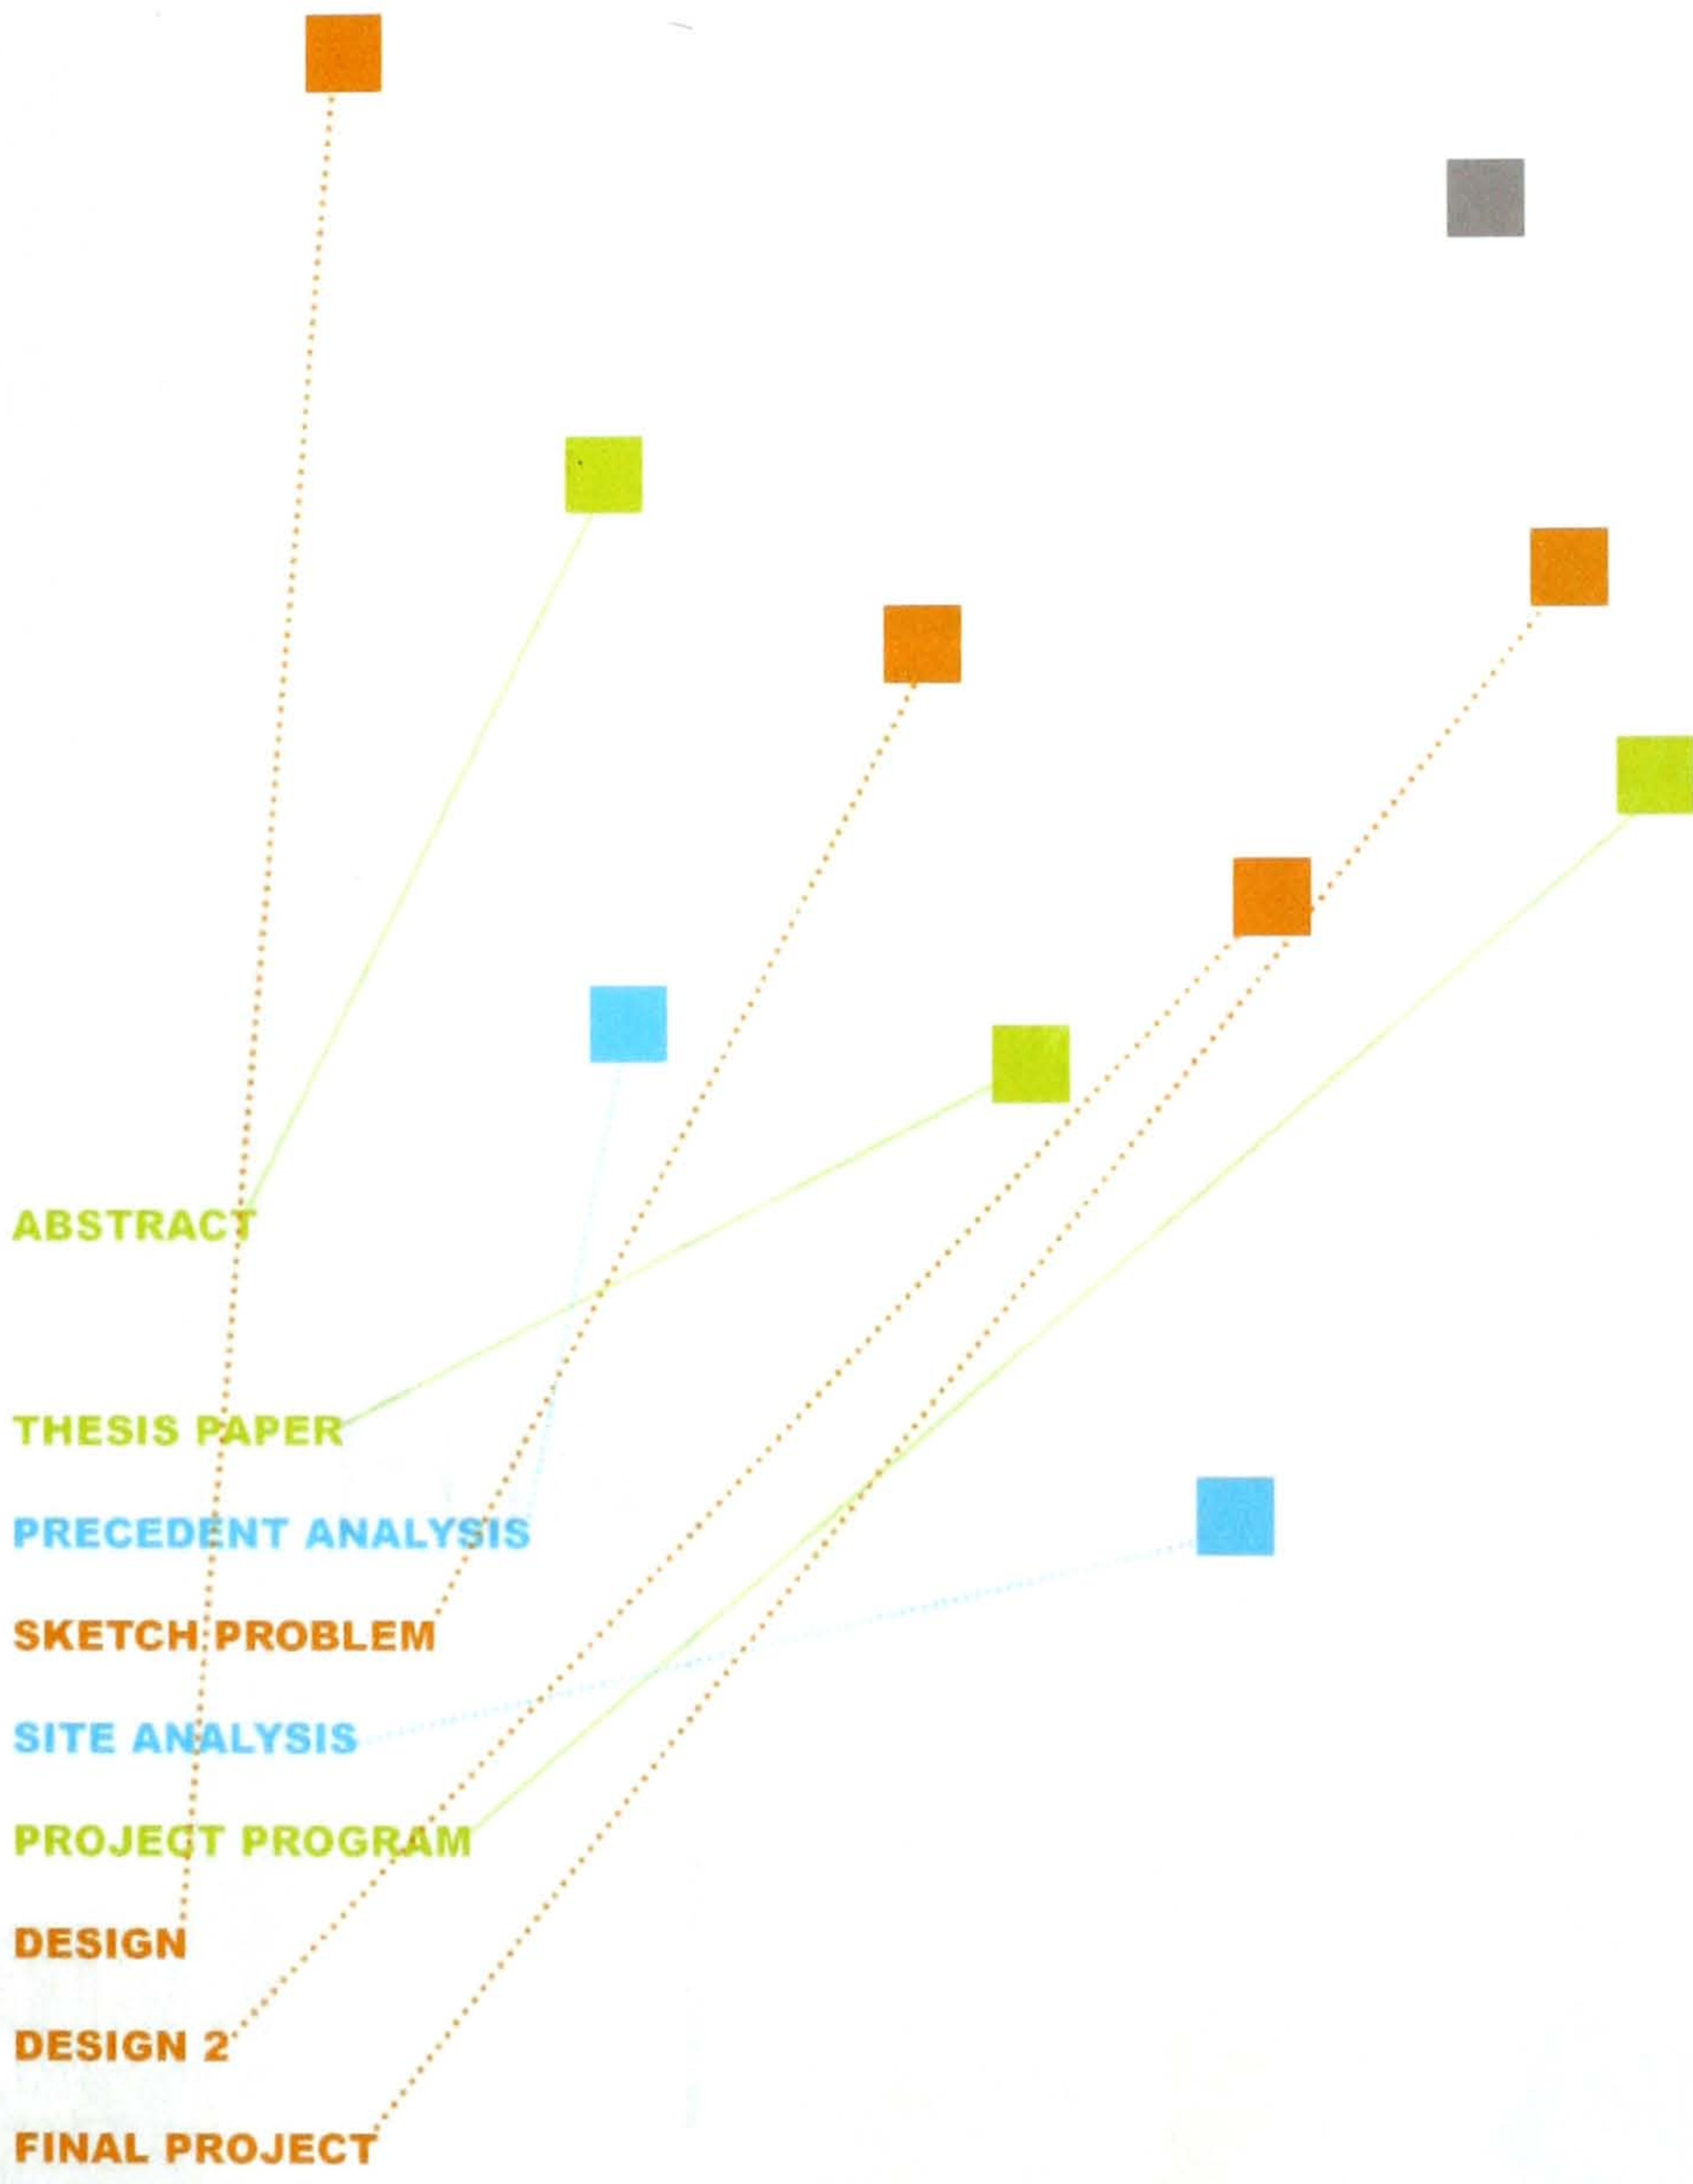 ABSTRACT
THESIS PAPER
PRECEDENT ANALYSIS
SKETCH PROBLEM
SITE ANALYSIS
PROJECT PROGRAM
DESIGN
DESIGN 2
FINAL PROJECT